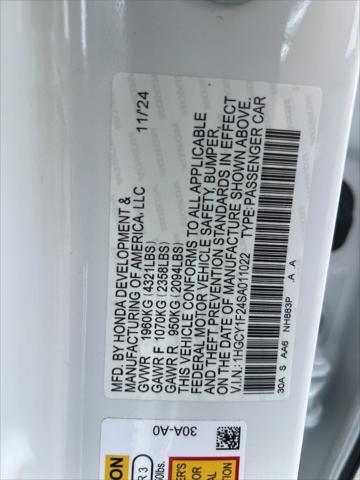 MFD. BY HONDA DEVELOPMENT &
MANUFACTURING OF AMERICA, LLC
11/24
GVWR 1960KG (4321LBS)
GAWR F 1070KG (2358LBS)
GAWR R 950KG (2094LBS)
THIS VEHICLE CONFORMS TO ALL APPLICABLE
FEDERAL MOTOR VEHICLE SAFETY, BUMPER,
AND THEFT PREVENTION STANDARDS IN EFFECT
ON THE DATE OF MANUFACTURE SHOWN ABOVE.
V.I.N.: 1HGCY1F24SA011022 TYPE: PASSENGER CAR
30A S AA6 NH883P A A
30A-A0
R 3